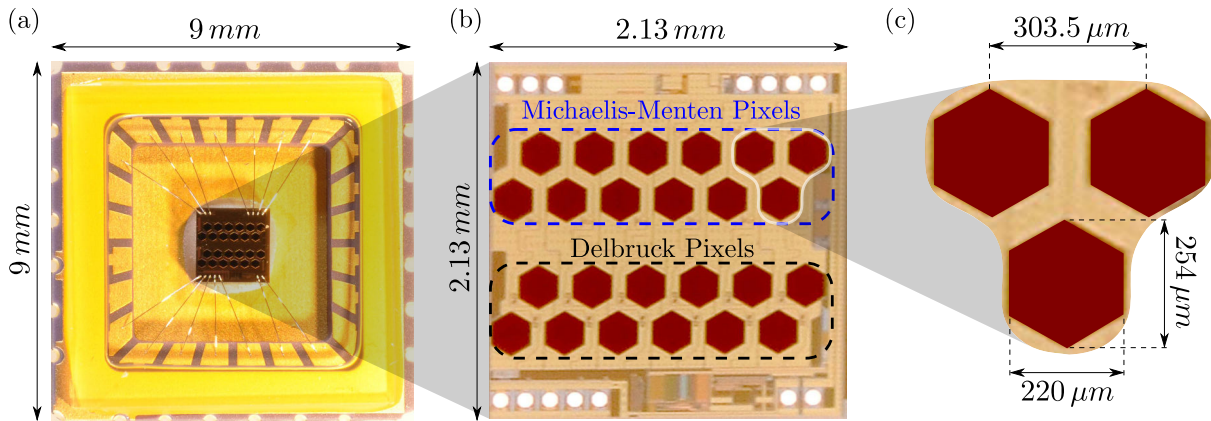 (a)
9 mm
9 mm
(b)
2.13 mm
2.13 mm
Michaelis-Menten Pixels
Delbruck Pixels
(c)
303.5 μm
254 μm
220 μm